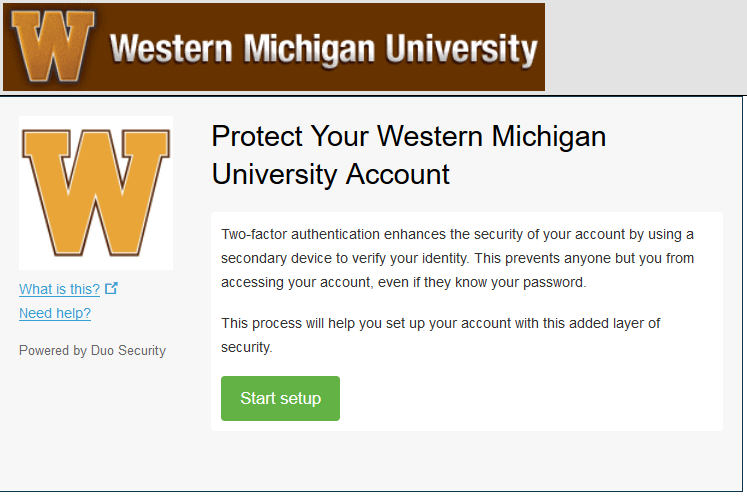 W Western Michigan University
W
What is this?
Need help?
Powered by Duo Security
Protect Your Western Michigan
University Account
Two-factor authentication enhances the security of your account by using a
secondary device to verify your identity. This prevents anyone but you from
accessing your account, even if they know your password.
This process will help you set up your account with this added layer of
security.
Start setup